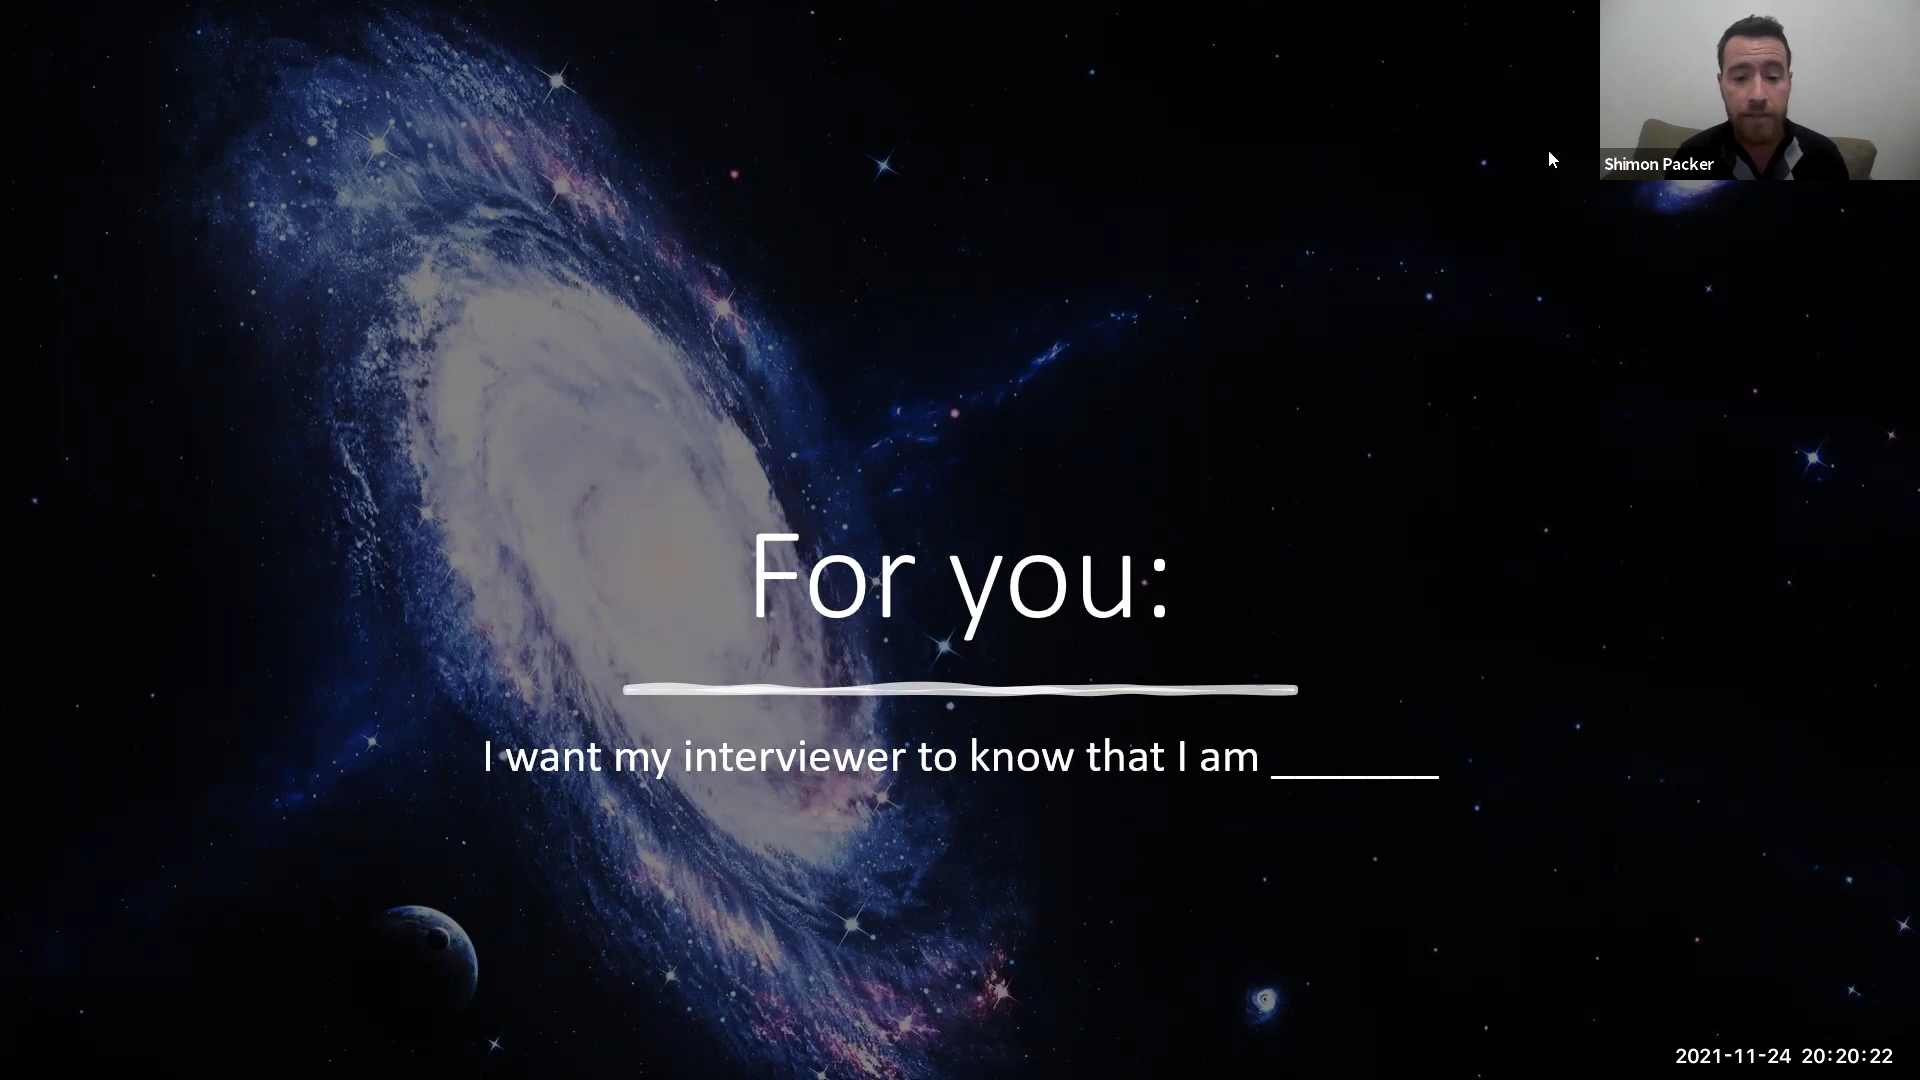 Shimon Packer
For you:
I want my interviewer to know that I am ________
2021-11-24 20:20:22